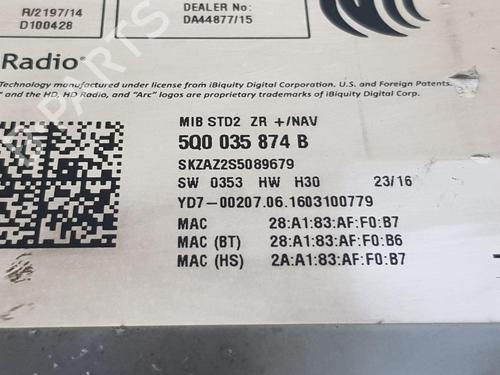 R/2197/14
D100428
DEALER No:
DA44877/15
Radio
Technology manufactured under license from iBiquity Digital Corporation. U.S. and Foreign Patents.
and the HD, HD Radio, and "Arc" logos are proprietary trademarks of iBiquity Digital Corp.
MIB STD2 ZR +/NAV
5Q0 035 874 B
SKZAZ2S5089679
SW 0353 HW H30 23/16
YD7-00207.06.1603100779
MAC 28:A1:83:AF:F0:B7
MAC (BT) 28:A1:83:AF:F0:B6
MAC (HS) 2A:A1:83:AF:F0:B7